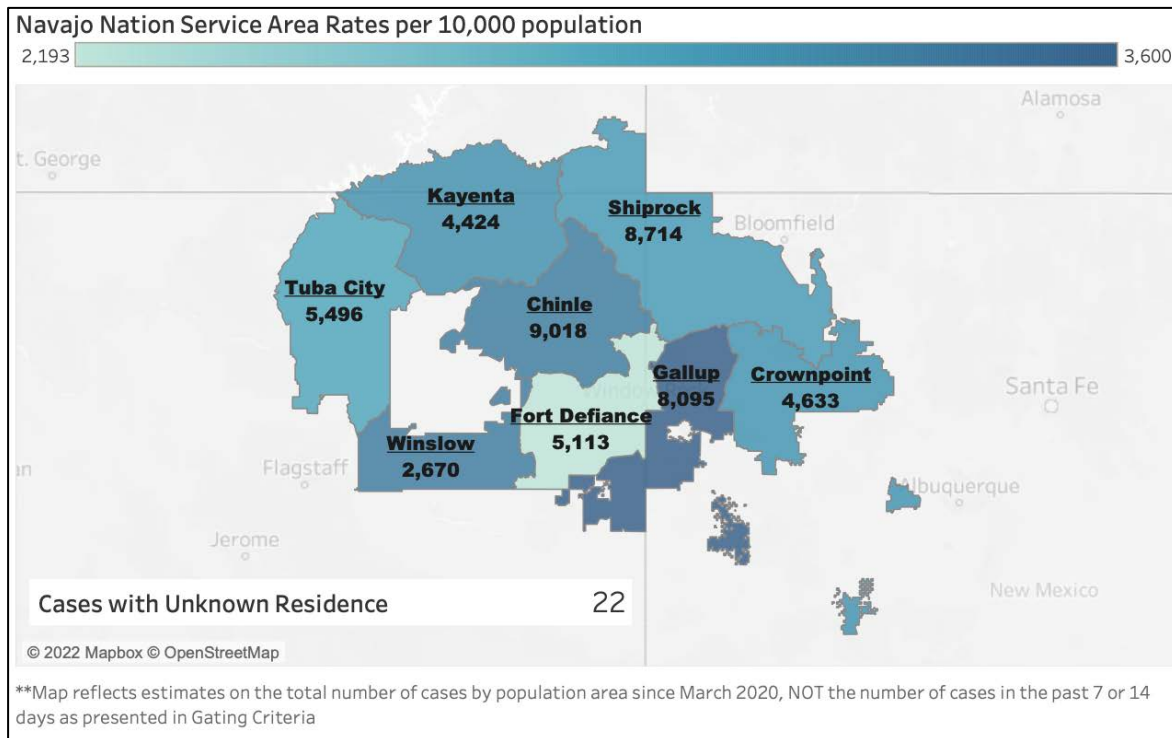 Navajo Nation Service Area Rates per 10,000 population
2,193
3,600
Alamosa
t. George
Kayenta
4,424
Shiprock
8,714
Bloomfield
Tuba City
5,496
Chinle
9,018
Gallup
8,095
Crownpoint
4,633
Santa Fe
Fort Defiance
5,113
Winslow
2,670
an
Flagstaff
Albuquerque
Jerome
New Mexico
Cases with Unknown Residence 22
© 2022 Mapbox © OpenStreetMap
**Map reflects estimates on the total number of cases by population area since March 2020, NOT the number of cases in the past 7 or 14
days as presented in Gating Criteria